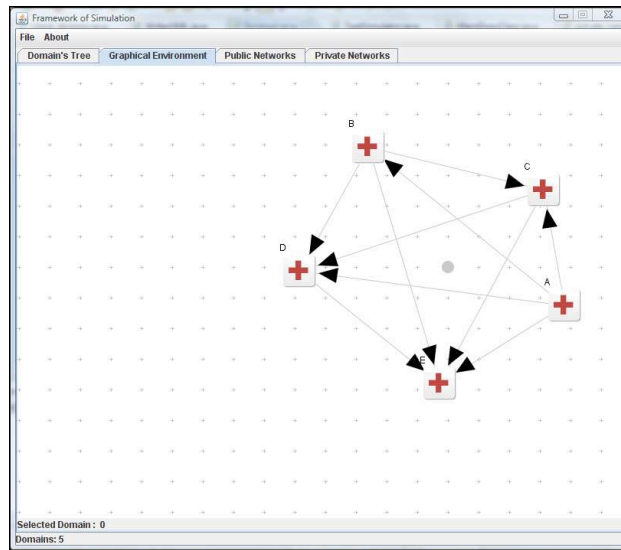 Framework of Simulation
File About
Domain's Tree Graphical Environment Public Networks Private Networks
B
C
D
A
E
Selected Domain : 0
Domains: 5